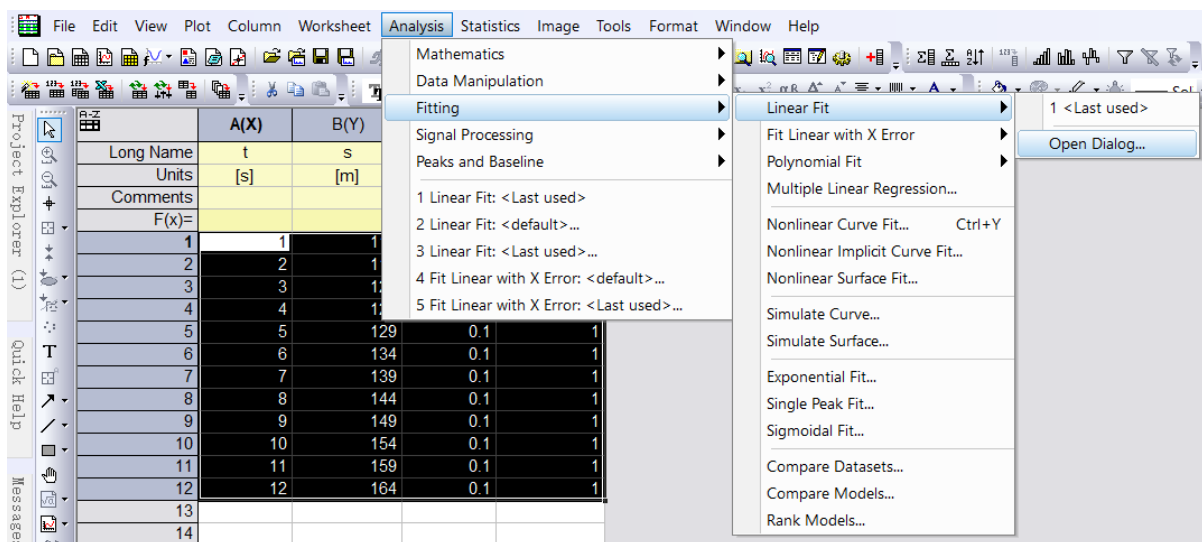 File Edit View Plot Column Worksheet Analysis Statistics Image Tools Format Window Help
Mathematics
Data Manipulation
Fitting
Signal Processing
Peaks and Baseline
1 Linear Fit: <Last used>
2 Linear Fit: <default>...
3 Linear Fit: <Last used>...
4 Fit Linear with X Error: <default>...
5 Fit Linear with X Error: <Last used>...
Linear Fit
Fit Linear with X Error
Polynomial Fit
Multiple Linear Regression...
Nonlinear Curve Fit... Ctrl+Y
Nonlinear Implicit Curve Fit...
Nonlinear Surface Fit...
Simulate Curve...
Simulate Surface...
Exponential Fit...
Single Peak Fit...
Sigmoidal Fit...
Compare Datasets...
Compare Models...
Rank Models...
1 <Last used>
Open Dialog...
Project Explorer (1)
Quick Help
Messages
T
A-Z
A(X) B(Y)
Long Name t s
Units [s] [m]
Comments
F(x)=
1 1
2 2
3 3
4 4
5 5 129 0.1 1
6 6 134 0.1 1
7 7 139 0.1 1
8 8 144 0.1 1
9 9 149 0.1 1
10 10 154 0.1 1
11 11 159 0.1 1
12 12 164 0.1 1
13
14